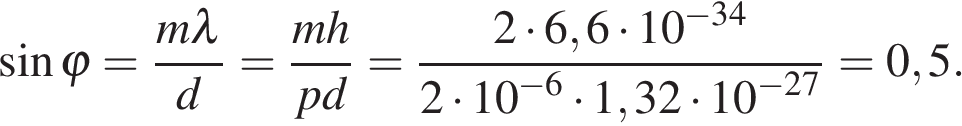 sin φ = mλ/d = mh/pd = 2 · 6,6 · 10⁻³⁴ / 2 · 10⁻⁶ · 1,32 · 10⁻²⁷ = 0,5.